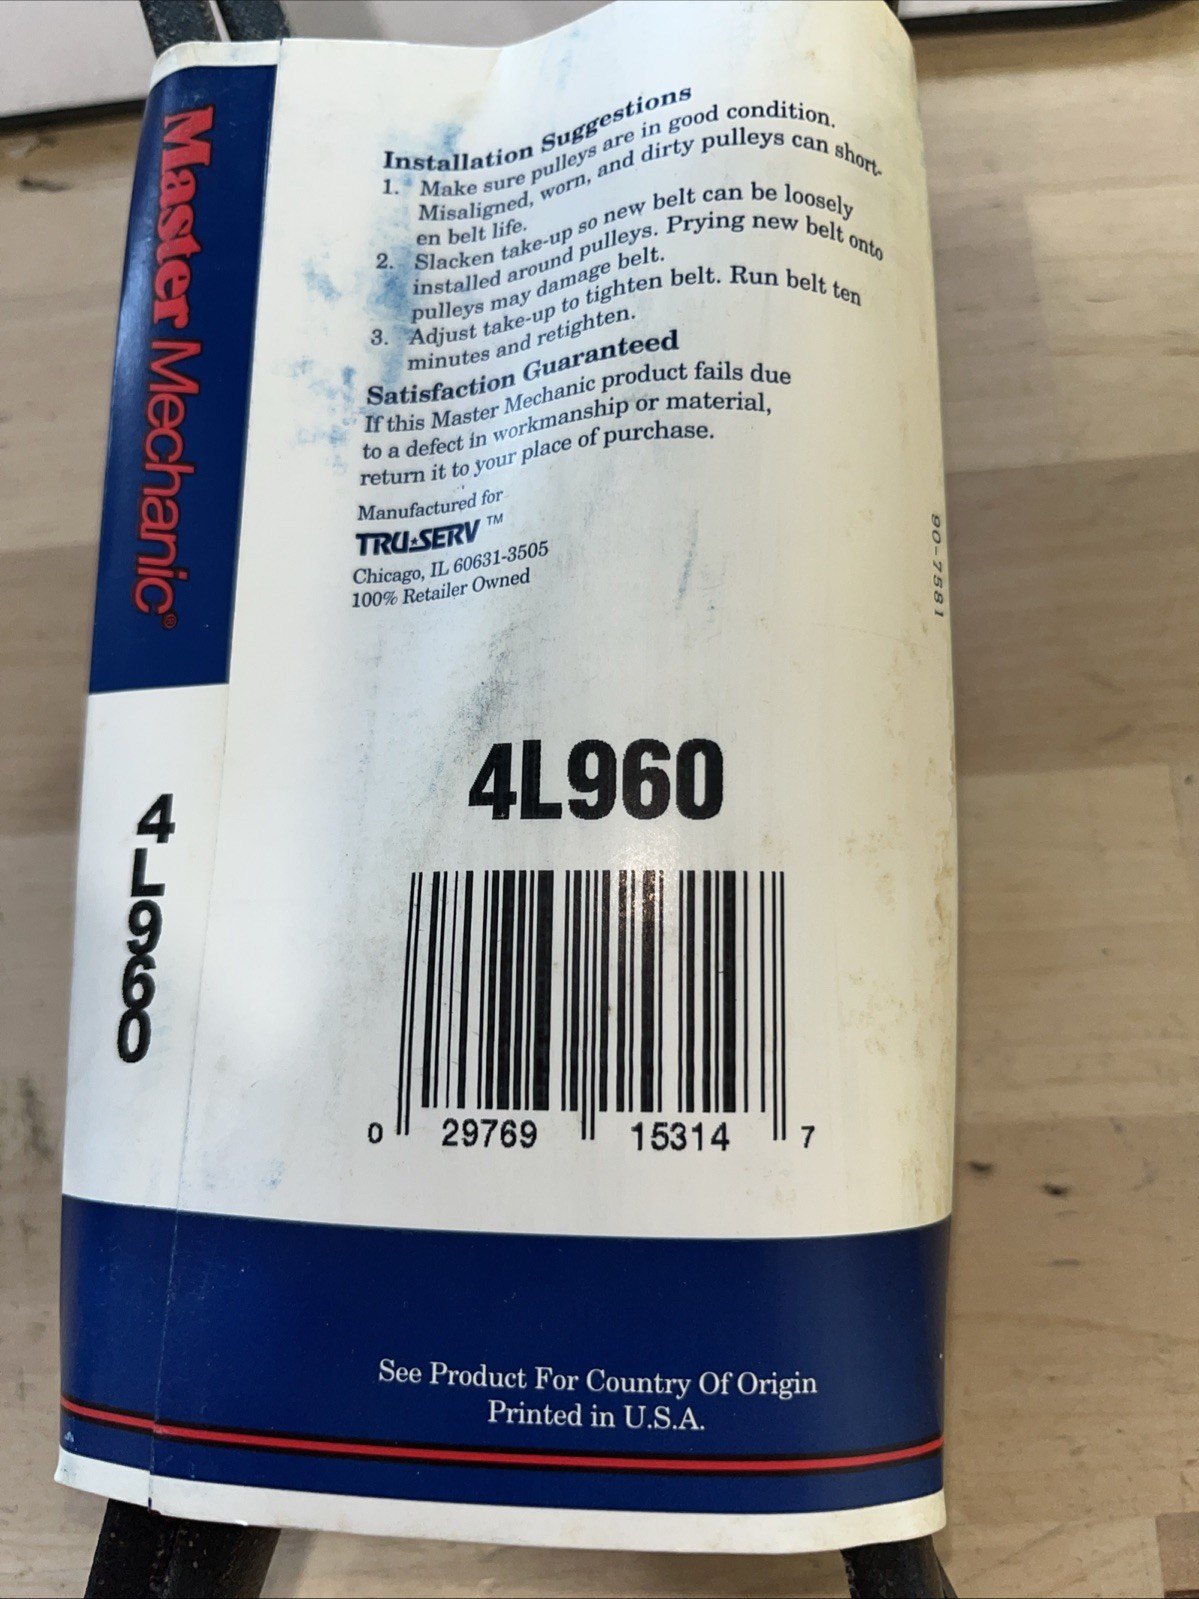 Master Mechanic®
4L960
Installation Suggestions
1. Make sure pulleys are in good condition.
Misaligned, worn, and dirty pulleys can short-
en belt life.
2. Slacken take-up so new belt can be loosely
installed around pulleys. Prying new belt onto
pulleys may damage belt.
3. Adjust take-up to tighten belt. Run belt ten
minutes and retighten.
Satisfaction Guaranteed
If this Master Mechanic product fails due
to a defect in workmanship or material,
return it to your place of purchase.
Manufactured for
TRU★SERV™
Chicago, IL 60631-3505
100% Retailer Owned
90-7581
4L960
0 29769 15314 7
See Product For Country Of Origin
Printed in U.S.A.